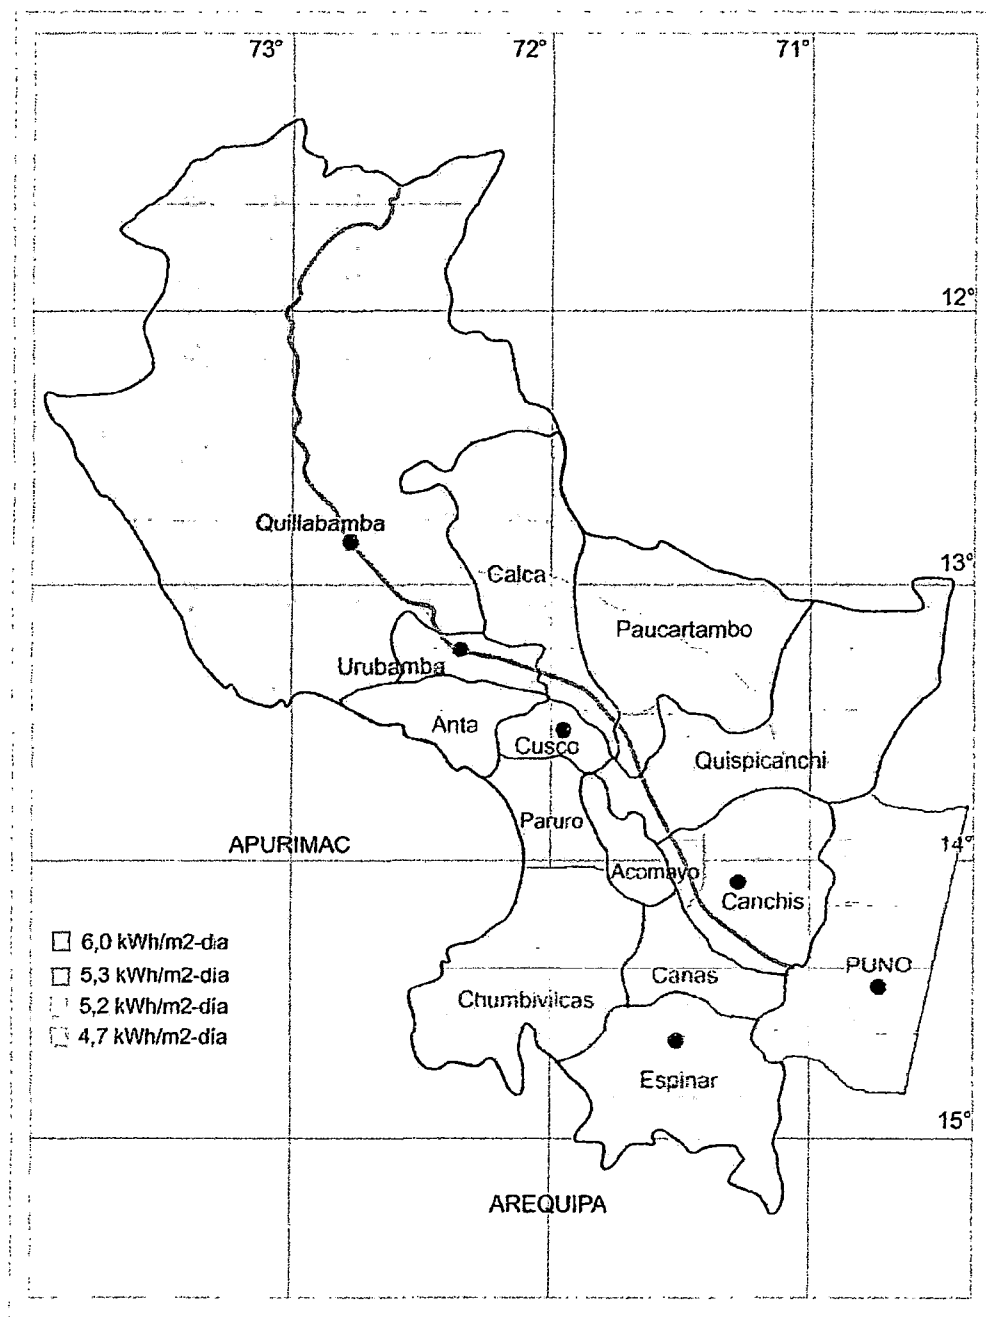 73° 72° 71°
12°
Quillabamba
13°
Calca
Paucartambo
Urubamba
Anta
Cusco
Quispicanchi
Paruro
APURIMAC
14°
Acomayo
Canchis
6,0 kWh/m2-dia
PUNO
5,3 kWh/m2-dia
Canas
Chumbivilcas
5,2 kWh/m2-día
4,7 kWh/m2-día
Espinar
15°
AREQUIPA